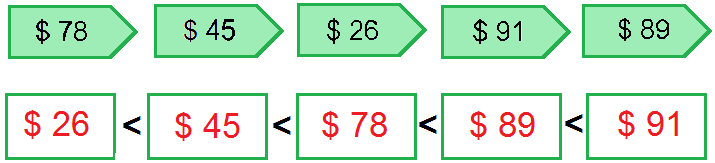 $ 78 $ 45 $ 26 $ 91 $ 89
$ 26 < $ 45 < $ 78 < $ 89 < $ 91